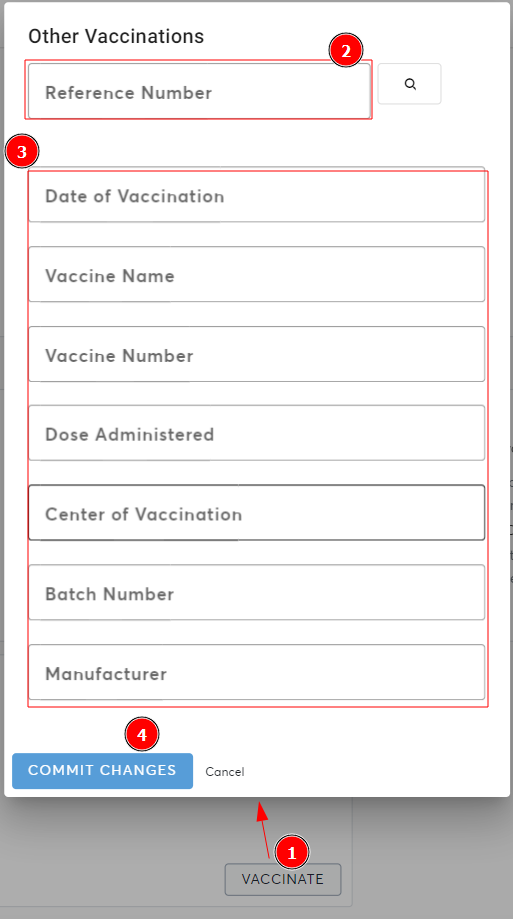 Other Vaccinations
2
Reference Number
3
Date of Vaccination
Vaccine Name
Vaccine Number
Dose Administered
Center of Vaccination
Batch Number
Manufacturer
4
COMMIT CHANGES Cancel
1
VACCINATE